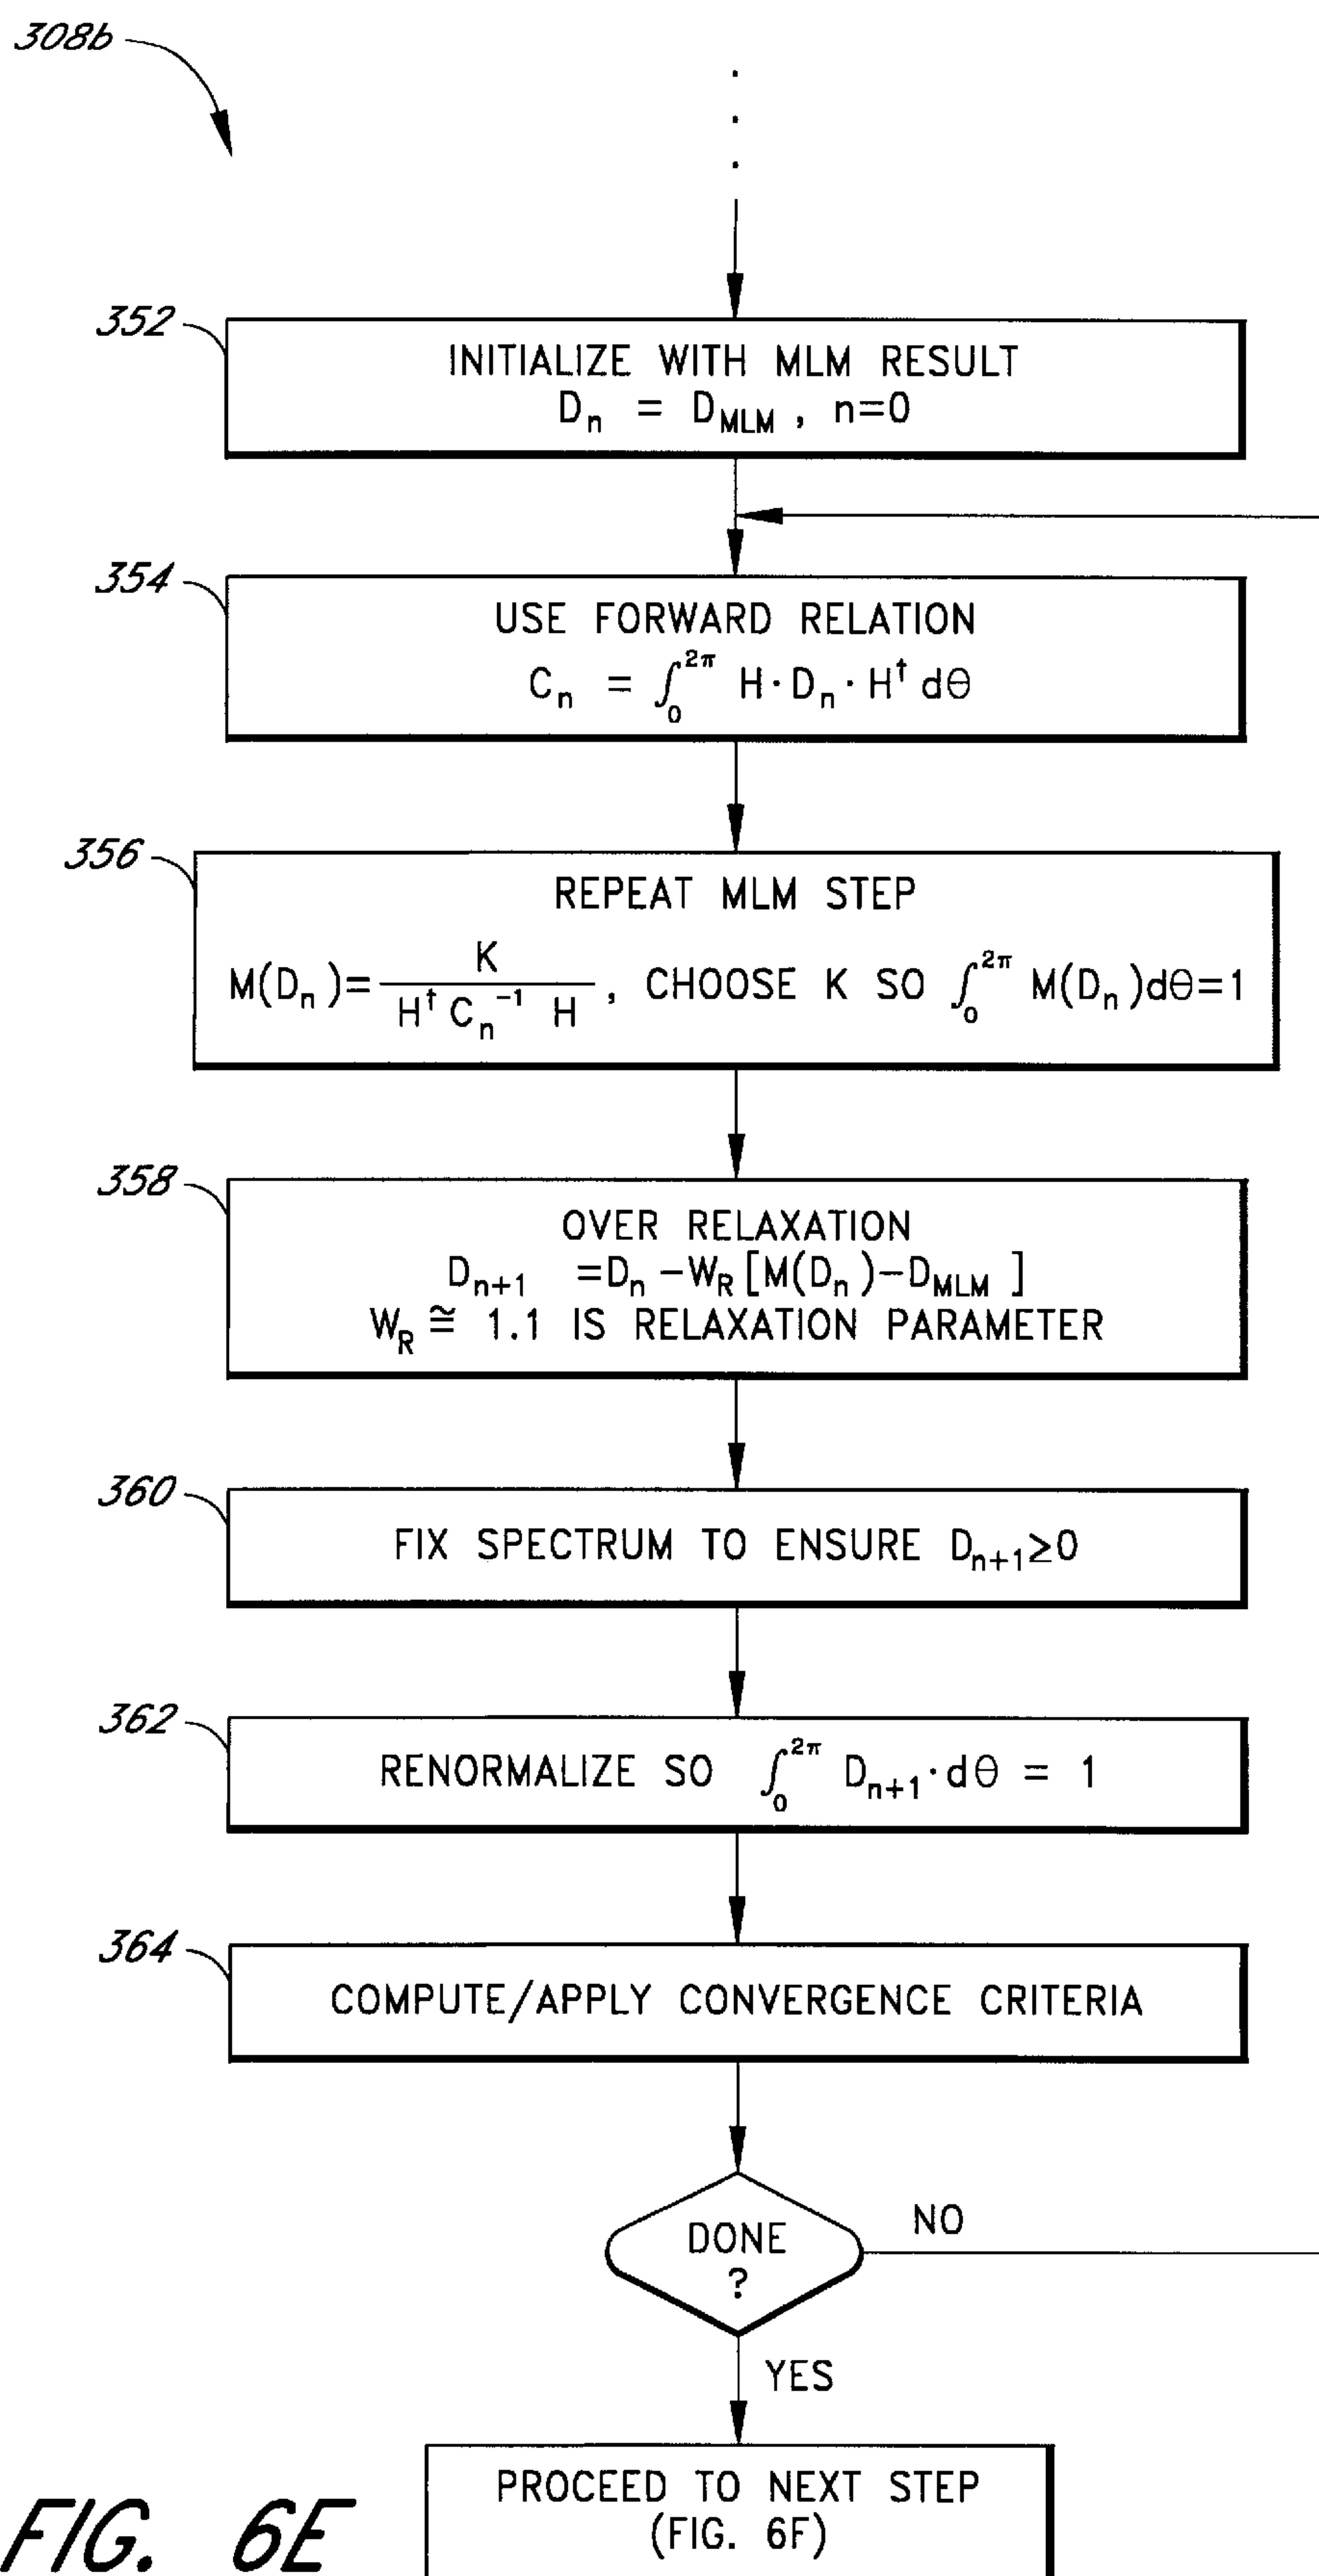 308b
352
INITIALIZE WITH MLM RESULT
Dₙ = D_MLM , n=0
354
USE FORWARD RELATION
Cₙ = ∫₀^2π H·Dₙ·H† dθ
356
REPEAT MLM STEP
M(Dₙ)= K / H† Cₙ⁻¹ H , CHOOSE K SO ∫₀^2π M(Dₙ)dθ=1
358
OVER RELAXATION
Dₙ₊₁ =Dₙ −W_R [M(Dₙ)−D_MLM ]
W_R ≅ 1.1 IS RELAXATION PARAMETER
360
FIX SPECTRUM TO ENSURE Dₙ₊₁≥0
362
RENORMALIZE SO ∫₀^2π Dₙ₊₁·dθ = 1
364
COMPUTE/APPLY CONVERGENCE CRITERIA
DONE
?
NO
YES
PROCEED TO NEXT STEP
(FIG. 6F)
FIG. 6E